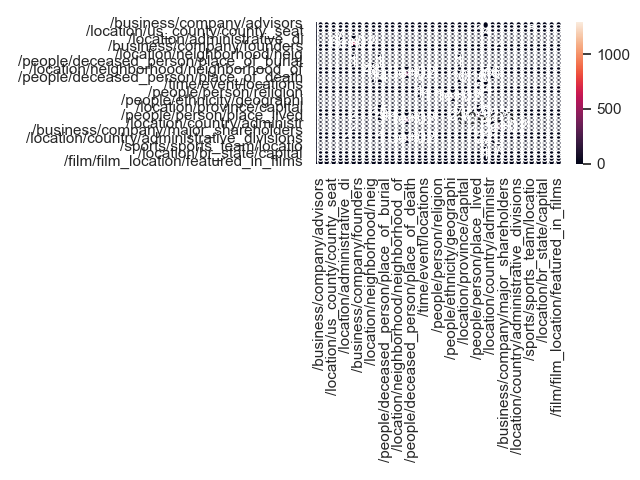 /business/company/advisors
/location/us_county/county_seat
/location/administrative_di
/business/company/founders
/location/neighborhood/neig
/people/deceased_person/place_of_burial
/location/neighborhood/neighborhood_of
/people/deceased_person/place_of_death
/time/event/locations
/people/person/religion
/people/ethnicity/geographi
/location/province/capital
/people/person/place_lived
/location/country/administr
/business/company/major_shareholders
/location/country/administrative_divisions
/sports/sports_team/locatio
/location/br_state/capital
/film/film_location/featured_in_films
1000
500
0
/business/company/advisors
/location/us_county/county_seat
/location/administrative_di
/business/company/founders
/location/neighborhood/neig
/people/deceased_person/place_of_burial
/location/neighborhood/neighborhood_of
/people/deceased_person/place_of_death
/time/event/locations
/people/person/religion
/people/ethnicity/geographi
/location/province/capital
/people/person/place_lived
/location/country/administr
/business/company/major_shareholders
/location/country/administrative_divisions
/sports/sports_team/locatio
/location/br_state/capital
/film/film_location/featured_in_films